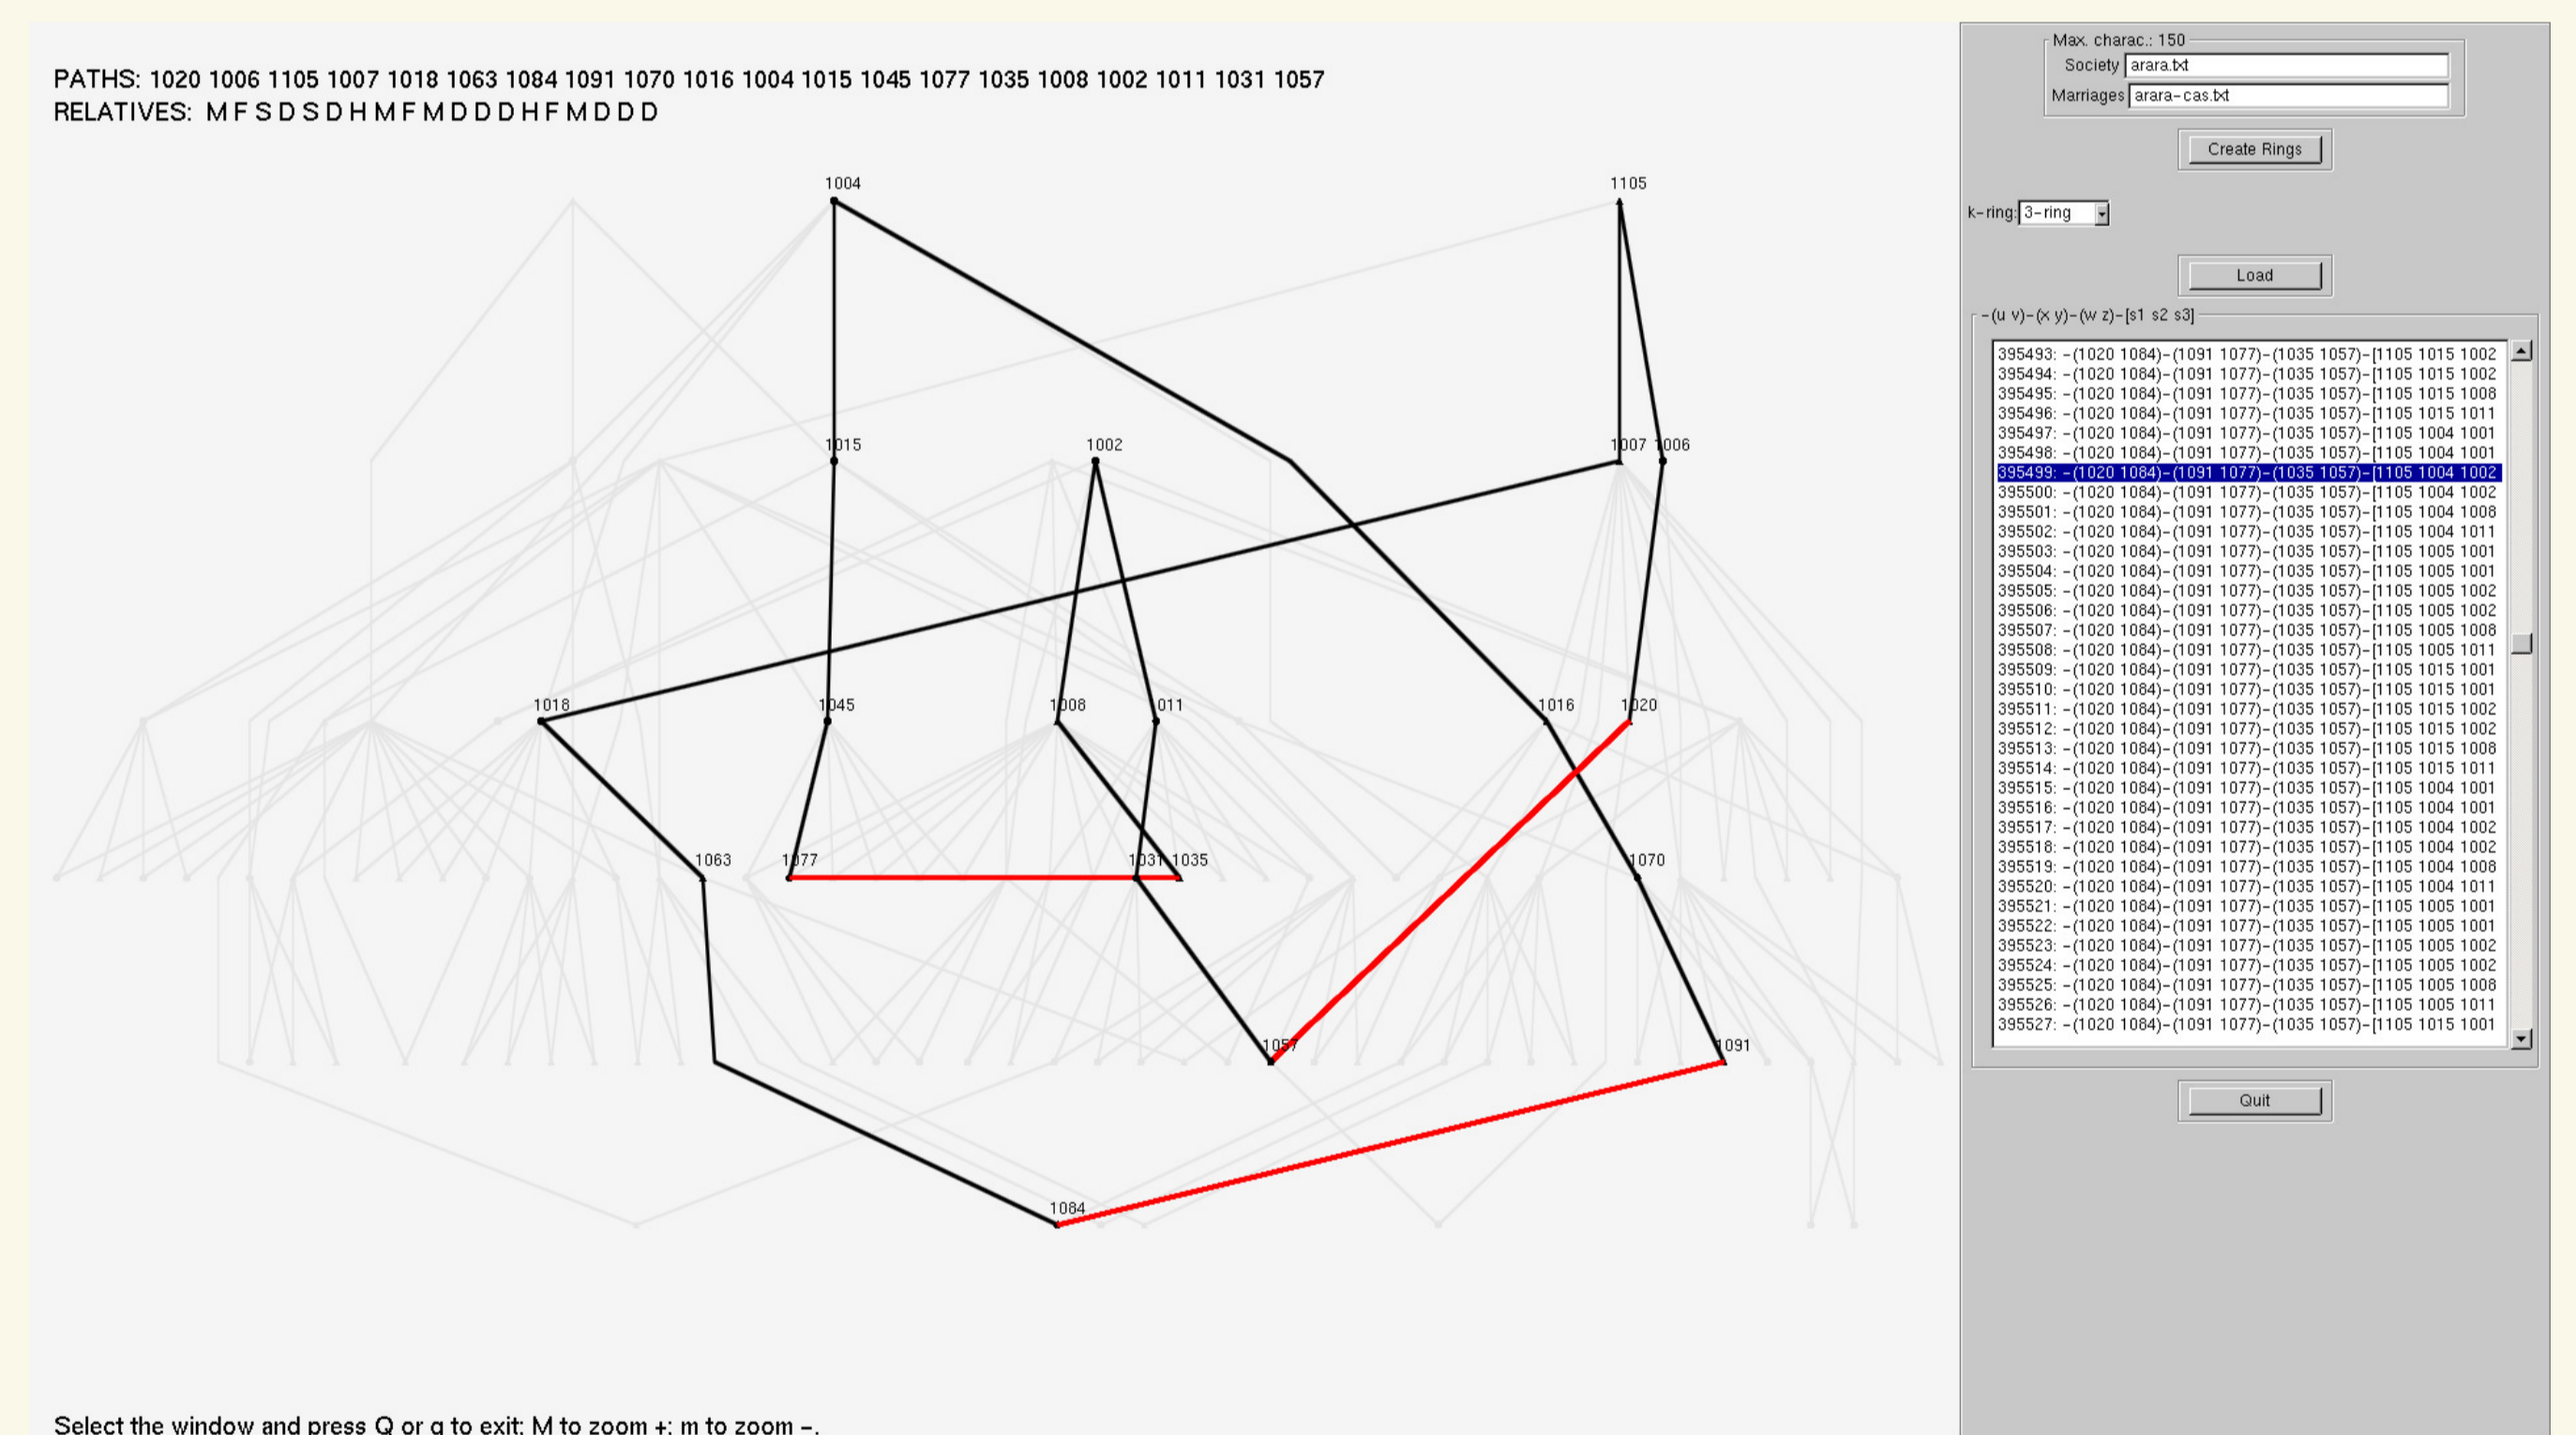 PATHS: 1020 1006 1105 1007 1018 1063 1084 1091 1070 1016 1004 1015 1045 1077 1035 1008 1002 1011 1031 1057
RELATIVES: M F S D S D H M F M D D D H F M D D D
1004
1105
1015
1002
1007 1006
1018
1045
1008
011
1016
1020
1063
1077
1031 1035
1070
1057
1091
1084
Select the window and press Q or q to exit; M to zoom +; m to zoom -.
Max. charac.: 150
Society arara.txt
Marriages arara-cas.txt
Create Rings
k-ring: 3-ring
Load
-(u v)-(x y)-(w z)-[s1 s2 s3]
395493: -(1020 1084)-(1091 1077)-(1035 1057)-[1105 1015 1002
395494: -(1020 1084)-(1091 1077)-(1035 1057)-[1105 1015 1002
395495: -(1020 1084)-(1091 1077)-(1035 1057)-[1105 1015 1008
395496: -(1020 1084)-(1091 1077)-(1035 1057)-[1105 1015 1011
395497: -(1020 1084)-(1091 1077)-(1035 1057)-[1105 1004 1001
395498: -(1020 1084)-(1091 1077)-(1035 1057)-[1105 1004 1001
395499: -(1020 1084)-(1091 1077)-(1035 1057)-[1105 1004 1002
395500: -(1020 1084)-(1091 1077)-(1035 1057)-[1105 1004 1002
395501: -(1020 1084)-(1091 1077)-(1035 1057)-[1105 1004 1008
395502: -(1020 1084)-(1091 1077)-(1035 1057)-[1105 1004 1011
395503: -(1020 1084)-(1091 1077)-(1035 1057)-[1105 1005 1001
395504: -(1020 1084)-(1091 1077)-(1035 1057)-[1105 1005 1001
395505: -(1020 1084)-(1091 1077)-(1035 1057)-[1105 1005 1002
395506: -(1020 1084)-(1091 1077)-(1035 1057)-[1105 1005 1002
395507: -(1020 1084)-(1091 1077)-(1035 1057)-[1105 1005 1008
395508: -(1020 1084)-(1091 1077)-(1035 1057)-[1105 1005 1011
395509: -(1020 1084)-(1091 1077)-(1035 1057)-[1105 1015 1001
395510: -(1020 1084)-(1091 1077)-(1035 1057)-[1105 1015 1001
395511: -(1020 1084)-(1091 1077)-(1035 1057)-[1105 1015 1002
395512: -(1020 1084)-(1091 1077)-(1035 1057)-[1105 1015 1002
395513: -(1020 1084)-(1091 1077)-(1035 1057)-[1105 1015 1008
395514: -(1020 1084)-(1091 1077)-(1035 1057)-[1105 1015 1011
395515: -(1020 1084)-(1091 1077)-(1035 1057)-[1105 1004 1001
395516: -(1020 1084)-(1091 1077)-(1035 1057)-[1105 1004 1001
395517: -(1020 1084)-(1091 1077)-(1035 1057)-[1105 1004 1002
395518: -(1020 1084)-(1091 1077)-(1035 1057)-[1105 1004 1002
395519: -(1020 1084)-(1091 1077)-(1035 1057)-[1105 1004 1008
395520: -(1020 1084)-(1091 1077)-(1035 1057)-[1105 1004 1011
395521: -(1020 1084)-(1091 1077)-(1035 1057)-[1105 1005 1001
395522: -(1020 1084)-(1091 1077)-(1035 1057)-[1105 1005 1001
395523: -(1020 1084)-(1091 1077)-(1035 1057)-[1105 1005 1002
395524: -(1020 1084)-(1091 1077)-(1035 1057)-[1105 1005 1002
395525: -(1020 1084)-(1091 1077)-(1035 1057)-[1105 1005 1008
395526: -(1020 1084)-(1091 1077)-(1035 1057)-[1105 1005 1011
395527: -(1020 1084)-(1091 1077)-(1035 1057)-[1105 1015 1001
Quit